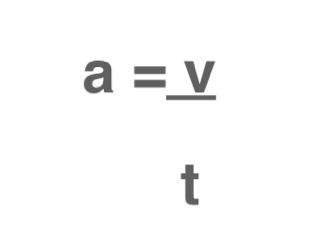 a = v
t